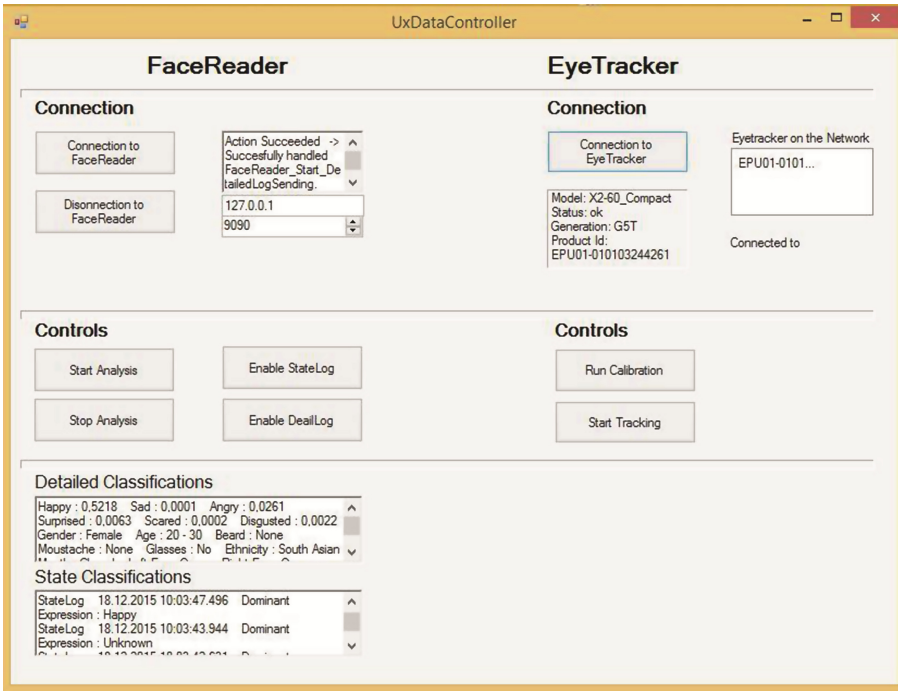 UxDataController
FaceReader
EyeTracker
Connection
Connection to
FaceReader
Disonnection to
FaceReader
Action Succeeded ->
Succesfully handled
FaceReader_Start_De
tailedLogSending.
127.0.0.1
9090
Connection
Connection to
EyeTracker
Model: X2-60_Compact
Status: ok
Generation: G5T
Product Id:
EPU01-010103244261
Eyetracker on the Network
EPU01-0101...
Connected to
Controls
Start Analysis
Enable StateLog
Stop Analysis
Enable DeailLog
Controls
Run Calibration
Start Tracking
Detailed Classifications
Happy : 0,5218 Sad : 0,0001 Angry : 0,0261
Surprised : 0,0063 Scared : 0,0002 Disgusted : 0,0022
Gender : Female Age : 20 - 30 Beard : None
Moustache : None Glasses : No Ethnicity : South Asian
State Classifications
StateLog 18.12.2015 10:03:47.496 Dominant
Expression : Happy
StateLog 18.12.2015 10:03:43.944 Dominant
Expression : Unknown